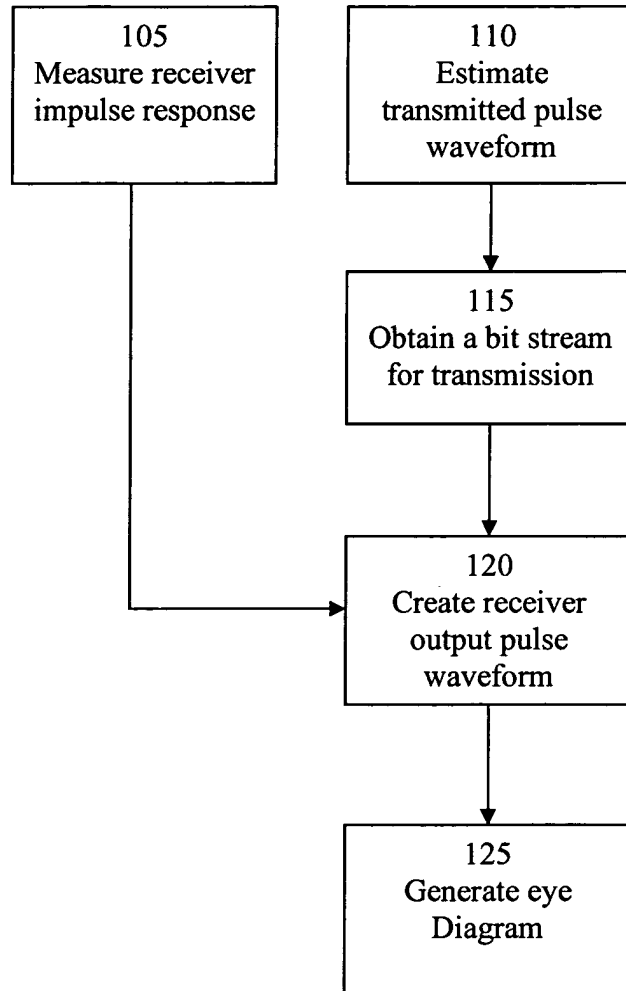 105
Measure receiver
impulse response
110
Estimate
transmitted pulse
waveform
115
Obtain a bit stream
for transmission
120
Create receiver
output pulse
waveform
125
Generate eye
Diagram